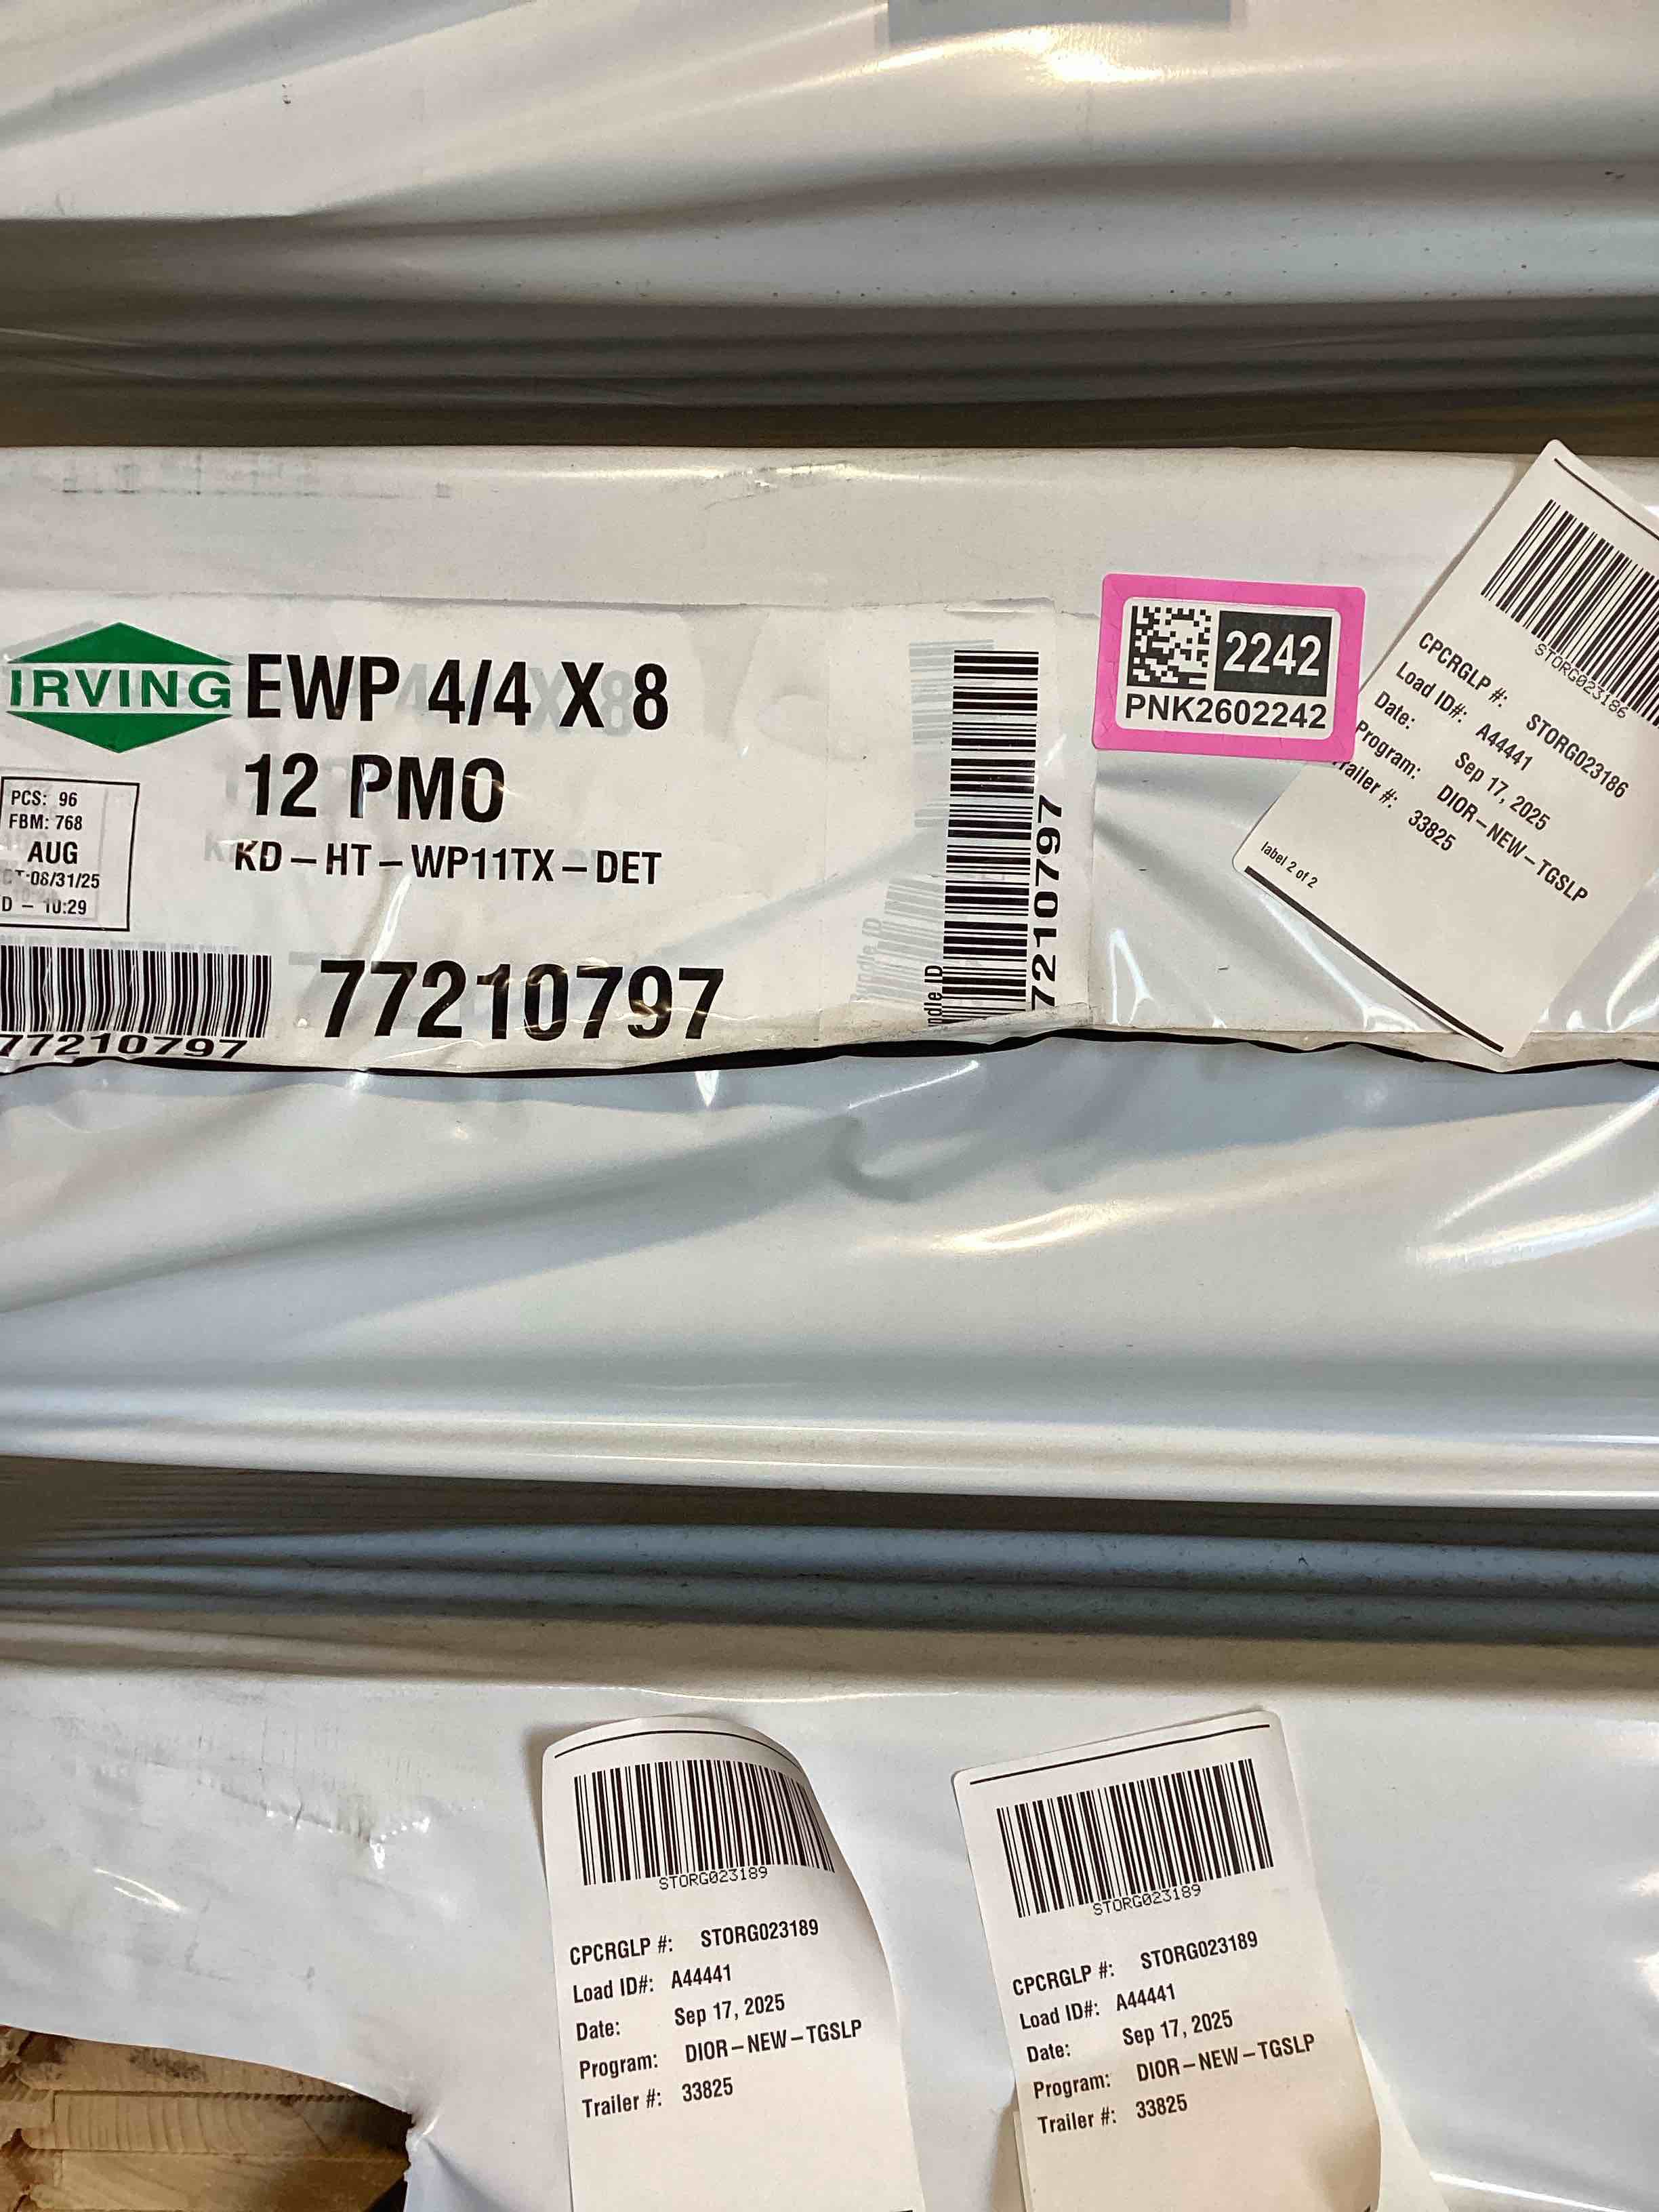 IRVING
EWP 4/4 X 8
12 PMO
KD – HT – WP11TX – DET
PCS: 96
FBM: 768
AUG
08/31/25
D – 10:29
77210797
77210797
77210797
2242
PNK2602242
STORG023186
CPCRGLP #: STORG023186
Load ID#: A44441
Date: Sep 17, 2025
Program: DIOR–NEW–TGSLP
Trailer #: 33825
label 2 of 2
STORG023189
CPCRGLP #: STORG023189
Load ID#: A44441
Date: Sep 17, 2025
Program: DIOR–NEW–TGSLP
Trailer #: 33825
STORG023189
CPCRGLP #: STORG023189
Load ID#: A44441
Date: Sep 17, 2025
Program: DIOR–NEW–TGSLP
Trailer #: 33825